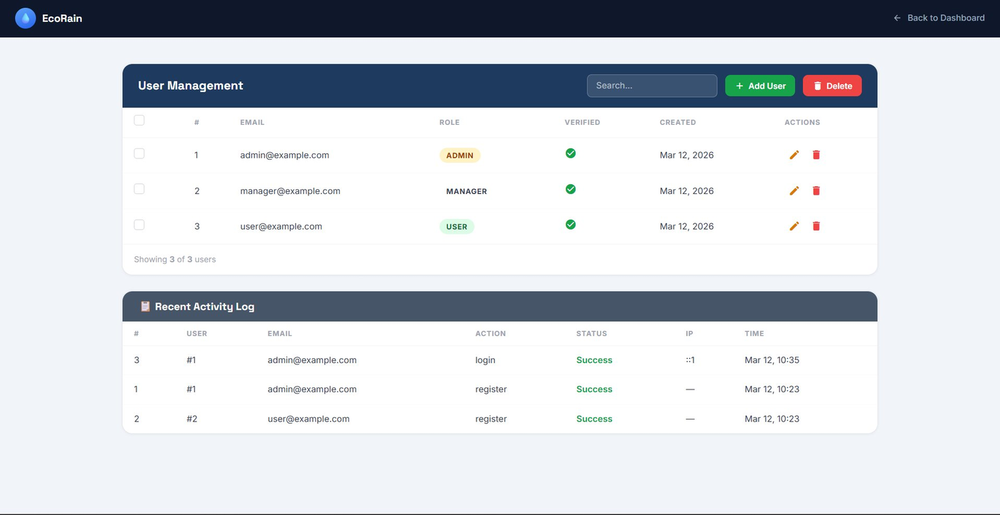 EcoRain
← Back to Dashboard
User Management
Search...
+ Add User
Delete
# EMAIL ROLE VERIFIED CREATED ACTIONS
1 admin@example.com ADMIN Mar 12, 2026
2 manager@example.com MANAGER Mar 12, 2026
3 user@example.com USER Mar 12, 2026
Showing 3 of 3 users
Recent Activity Log
# USER EMAIL ACTION STATUS IP TIME
3 #1 admin@example.com login Success ::1 Mar 12, 10:35
1 #1 admin@example.com register Success — Mar 12, 10:23
2 #2 user@example.com register Success — Mar 12, 10:23